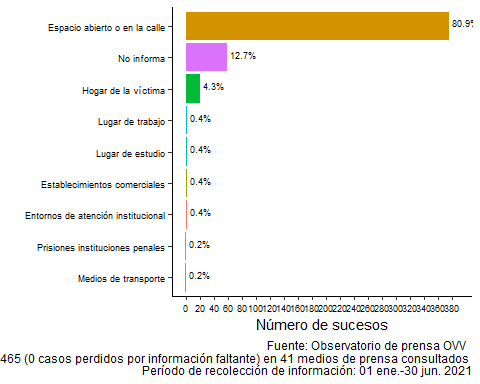 Espacio abierto o en la calle 80.9%
No informa 12.7%
Hogar de la víctima 4.3%
Lugar de trabajo 0.4%
Lugar de estudio 0.4%
Establecimientos comerciales 0.4%
Entornos de atención institucional 0.4%
Prisiones instituciones penales 0.2%
Medios de transporte 0.2%
0 20 40 60 80 100 120 140 160 180 200 220 240 260 280 300 320 340 360 380
Número de sucesos
Fuente: Observatorio de prensa OVV
465 (0 casos perdidos por información faltante) en 41 medios de prensa consultados
Período de recolección de información: 01 ene.-30 jun. 2021